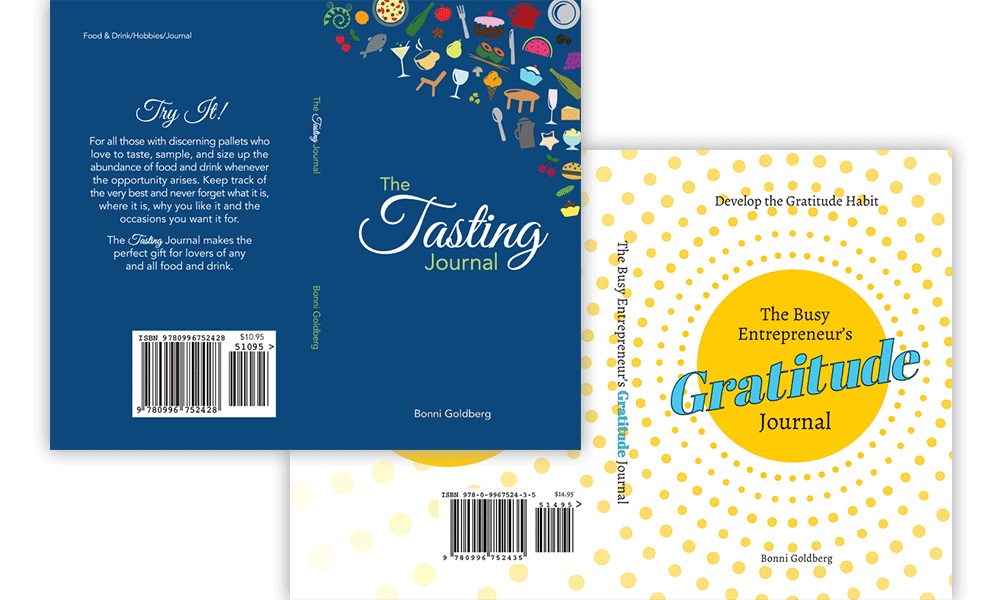 Food & Drink/Hobbies/Journal
Try It!
For all those with discerning pallets who
love to taste, sample, and size up the
abundance of food and drink whenever
the opportunity arises. Keep track of
the very best and never forget what it is,
where it is, why you like it and the
occasions you want it for.
The Tasting Journal makes the
perfect gift for lovers of any
and all food and drink.
ISBN 9780996752428
$10.95
51095 >
9 780996 752428
The Tasting Journal
Bonni Goldberg
The
Tasting
Journal
Bonni Goldberg
ISBN 978-0-9967524-3-5
$14.95
51495 >
9 780996 752435
The Busy Entrepreneur's Gratitude Journal
Develop the Gratitude Habit
The Busy
Entrepreneur's
Gratitude
Journal
Bonni Goldberg